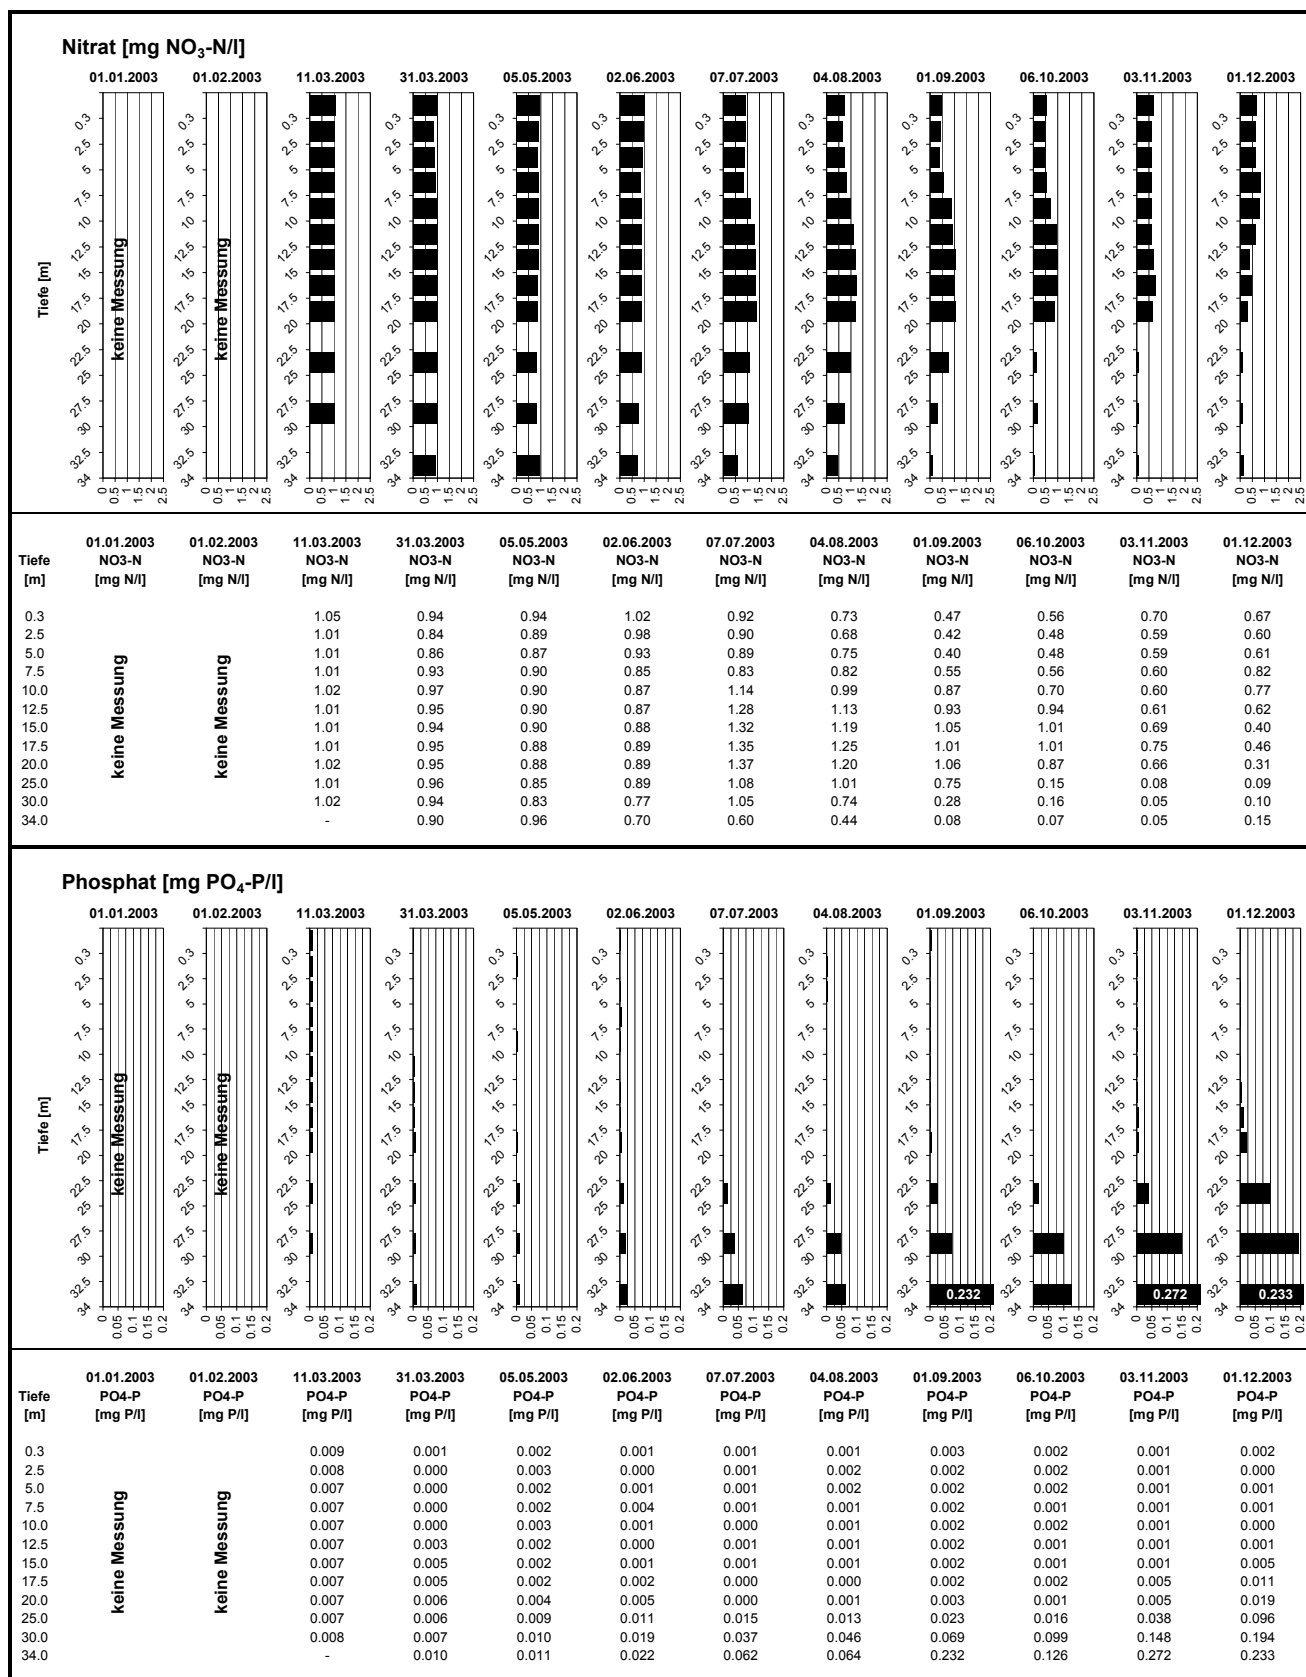 Nitrat [mg NO3-N/l]
01.01.2003 01.02.2003 11.03.2003 31.03.2003 05.05.2003 02.06.2003 07.07.2003 04.08.2003 01.09.2003 06.10.2003 03.11.2003 01.12.2003
Tiefe [m]
0.3 2.5 5 7.5 10 12.5 15 17.5 20 22.5 25 27.5 30 32.5 34
keine Messung
keine Messung
0 0.5 1 1.5 2 2.5
01.01.2003 01.02.2003 11.03.2003 31.03.2003 05.05.2003 02.06.2003 07.07.2003 04.08.2003 01.09.2003 06.10.2003 03.11.2003 01.12.2003
Tiefe NO3-N NO3-N NO3-N NO3-N NO3-N NO3-N NO3-N NO3-N NO3-N NO3-N NO3-N NO3-N
[m] [mg N/l] [mg N/l] [mg N/l] [mg N/l] [mg N/l] [mg N/l] [mg N/l] [mg N/l] [mg N/l] [mg N/l] [mg N/l] [mg N/l]
keine Messung
keine Messung
0.3 1.05 0.94 0.94 1.02 0.92 0.73 0.47 0.56 0.70 0.67
2.5 1.01 0.84 0.89 0.98 0.90 0.68 0.42 0.48 0.59 0.60
5.0 1.01 0.86 0.87 0.93 0.89 0.75 0.40 0.48 0.59 0.61
7.5 1.01 0.93 0.90 0.85 0.83 0.82 0.55 0.56 0.60 0.82
10.0 1.02 0.97 0.90 0.87 1.14 0.99 0.87 0.70 0.60 0.77
12.5 1.01 0.95 0.90 0.87 1.28 1.13 0.93 0.94 0.61 0.62
15.0 1.01 0.94 0.90 0.88 1.32 1.19 1.05 1.01 0.69 0.40
17.5 1.01 0.95 0.88 0.89 1.35 1.25 1.01 1.01 0.75 0.46
20.0 1.02 0.95 0.88 0.89 1.37 1.20 1.06 0.87 0.66 0.31
25.0 1.01 0.96 0.85 0.89 1.08 1.01 0.75 0.15 0.08 0.09
30.0 1.02 0.94 0.83 0.77 1.05 0.74 0.28 0.16 0.05 0.10
34.0 - 0.90 0.96 0.70 0.60 0.44 0.08 0.07 0.05 0.15
Phosphat [mg PO4-P/l]
01.01.2003 01.02.2003 11.03.2003 31.03.2003 05.05.2003 02.06.2003 07.07.2003 04.08.2003 01.09.2003 06.10.2003 03.11.2003 01.12.2003
Tiefe [m]
0.3 2.5 5 7.5 10 12.5 15 17.5 20 22.5 25 27.5 30 32.5 34
keine Messung
keine Messung
0.232 0.272 0.233
0 0.05 0.1 0.15 0.2
01.01.2003 01.02.2003 11.03.2003 31.03.2003 05.05.2003 02.06.2003 07.07.2003 04.08.2003 01.09.2003 06.10.2003 03.11.2003 01.12.2003
Tiefe PO4-P PO4-P PO4-P PO4-P PO4-P PO4-P PO4-P PO4-P PO4-P PO4-P PO4-P PO4-P
[m] [mg P/l] [mg P/l] [mg P/l] [mg P/l] [mg P/l] [mg P/l] [mg P/l] [mg P/l] [mg P/l] [mg P/l] [mg P/l] [mg P/l]
keine Messung
keine Messung
0.3 0.009 0.001 0.002 0.001 0.001 0.001 0.003 0.002 0.001 0.002
2.5 0.008 0.000 0.003 0.000 0.001 0.002 0.002 0.002 0.001 0.000
5.0 0.007 0.000 0.002 0.001 0.001 0.002 0.002 0.002 0.001 0.001
7.5 0.007 0.000 0.002 0.004 0.001 0.001 0.002 0.001 0.001 0.001
10.0 0.007 0.000 0.003 0.001 0.000 0.001 0.002 0.002 0.001 0.000
12.5 0.007 0.003 0.002 0.000 0.001 0.001 0.002 0.001 0.001 0.001
15.0 0.007 0.005 0.002 0.001 0.001 0.001 0.002 0.001 0.001 0.005
17.5 0.007 0.005 0.002 0.002 0.000 0.000 0.002 0.002 0.005 0.011
20.0 0.007 0.006 0.004 0.005 0.000 0.001 0.003 0.001 0.005 0.019
25.0 0.007 0.006 0.009 0.011 0.015 0.013 0.023 0.016 0.038 0.096
30.0 0.008 0.007 0.010 0.019 0.037 0.046 0.069 0.099 0.148 0.194
34.0 - 0.010 0.011 0.022 0.062 0.064 0.232 0.126 0.272 0.233